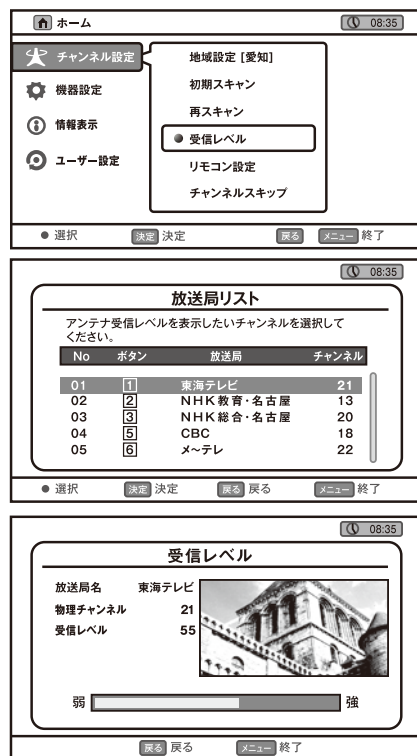 ホーム 08:35
チャンネル設定
機器設定
情報表示
ユーザー設定
地域設定 [愛知]
初期スキャン
再スキャン
受信レベル
リモコン設定
チャンネルスキップ
● 選択 決定 決定 戻る メニュー 終了
08:35
放送局リスト
アンテナ受信レベルを表示したいチャンネルを選択して
ください。
No ボタン 放送局 チャンネル
01 1 東海テレビ 21
02 2 NHK教育・名古屋 13
03 3 NHK総合・名古屋 20
04 5 CBC 18
05 6 メ~テレ 22
● 選択 決定 決定 戻る 戻る メニュー 終了
08:35
受信レベル
放送局名 東海テレビ
物理チャンネル 21
受信レベル 55
弱 強
戻る 戻る メニュー 終了